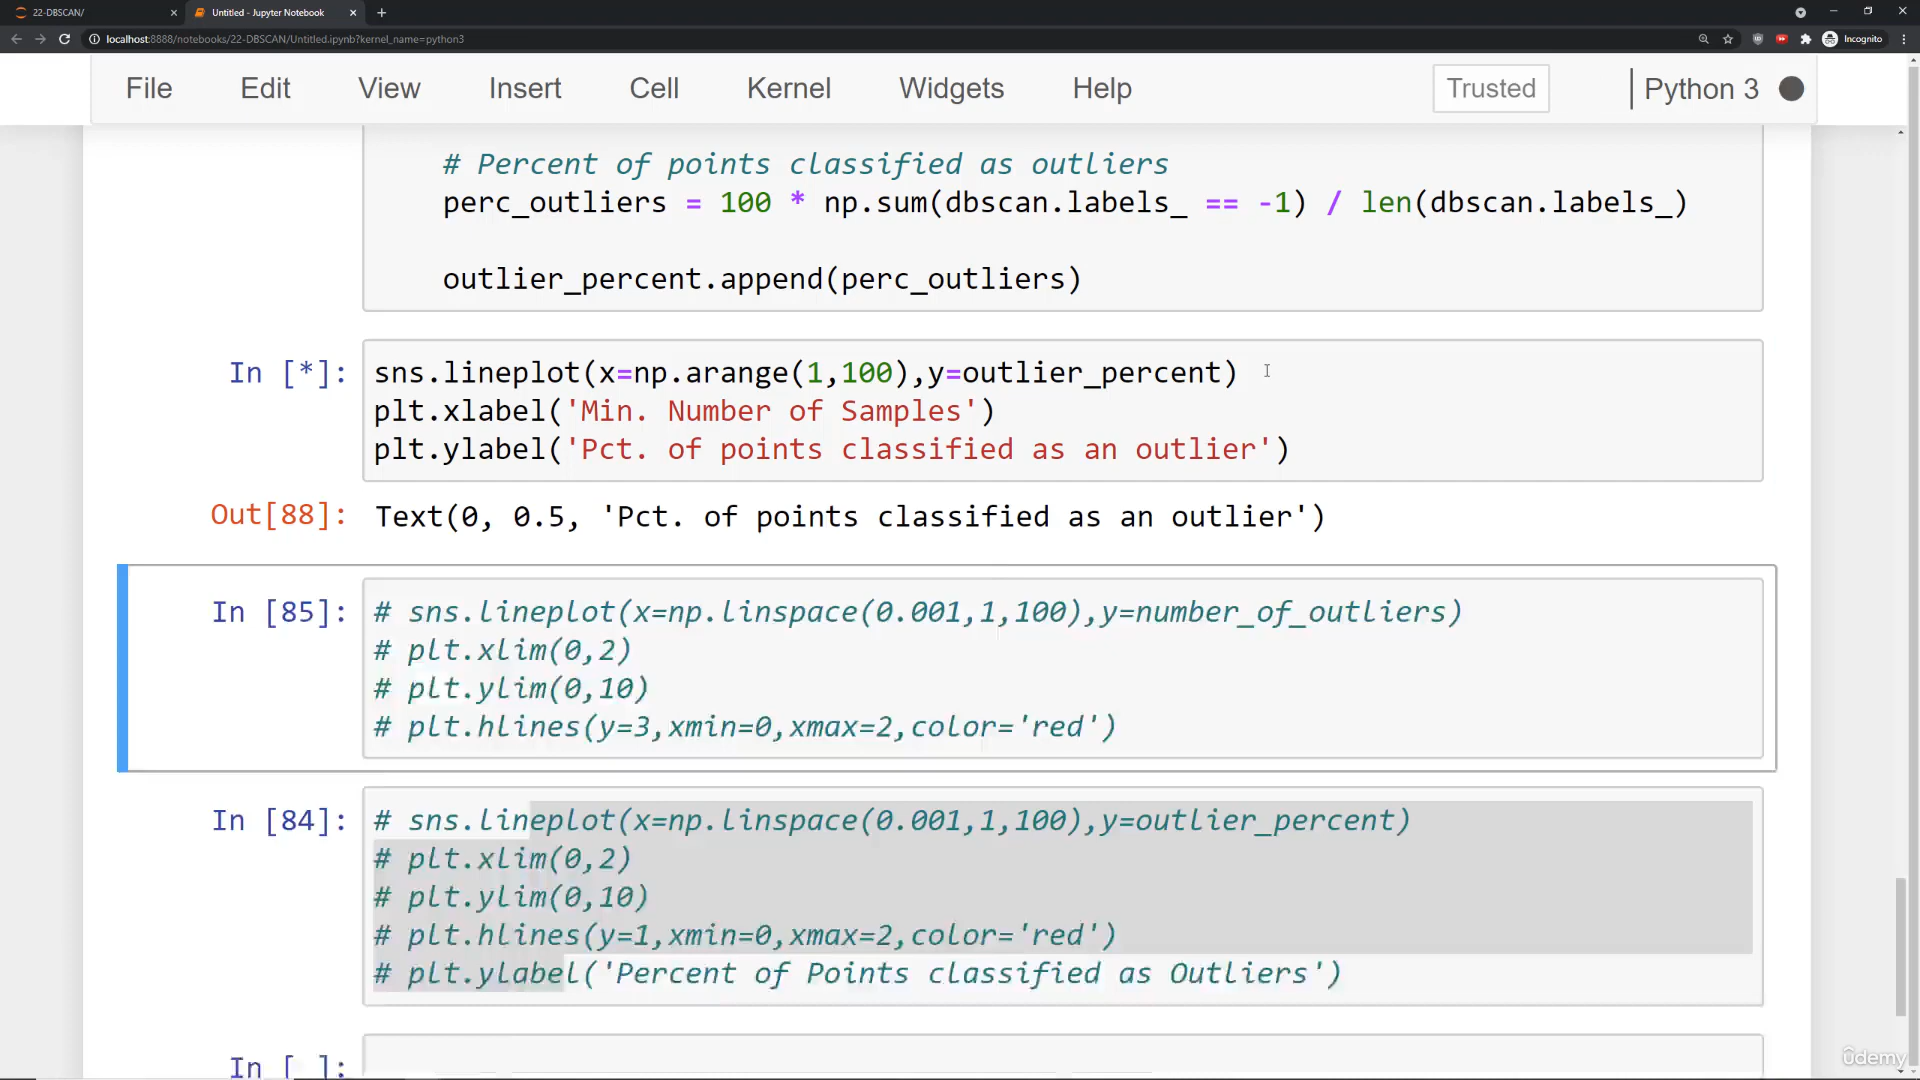 22-DBSCAN/
Untitled - Jupyter Notebook
localhost:8888/notebooks/22-DBSCAN/Untitled.ipynb?kernel_name=python3
Incognito
File Edit View Insert Cell Kernel Widgets Help Trusted Python 3
# Percent of points classified as outliers
perc_outliers = 100 * np.sum(dbscan.labels_ == -1) / len(dbscan.labels_)
outlier_percent.append(perc_outliers)
In [*]: sns.lineplot(x=np.arange(1,100),y=outlier_percent)
plt.xlabel('Min. Number of Samples')
plt.ylabel('Pct. of points classified as an outlier')
Out[88]: Text(0, 0.5, 'Pct. of points classified as an outlier')
In [85]: # sns.lineplot(x=np.linspace(0.001,1,100),y=number_of_outliers)
# plt.xlim(0,2)
# plt.ylim(0,10)
# plt.hlines(y=3,xmin=0,xmax=2,color='red')
In [84]: # sns.lineplot(x=np.linspace(0.001,1,100),y=outlier_percent)
# plt.xlim(0,2)
# plt.ylim(0,10)
# plt.hlines(y=1,xmin=0,xmax=2,color='red')
# plt.ylabel('Percent of Points classified as Outliers')
In [ ]:
ûdemy